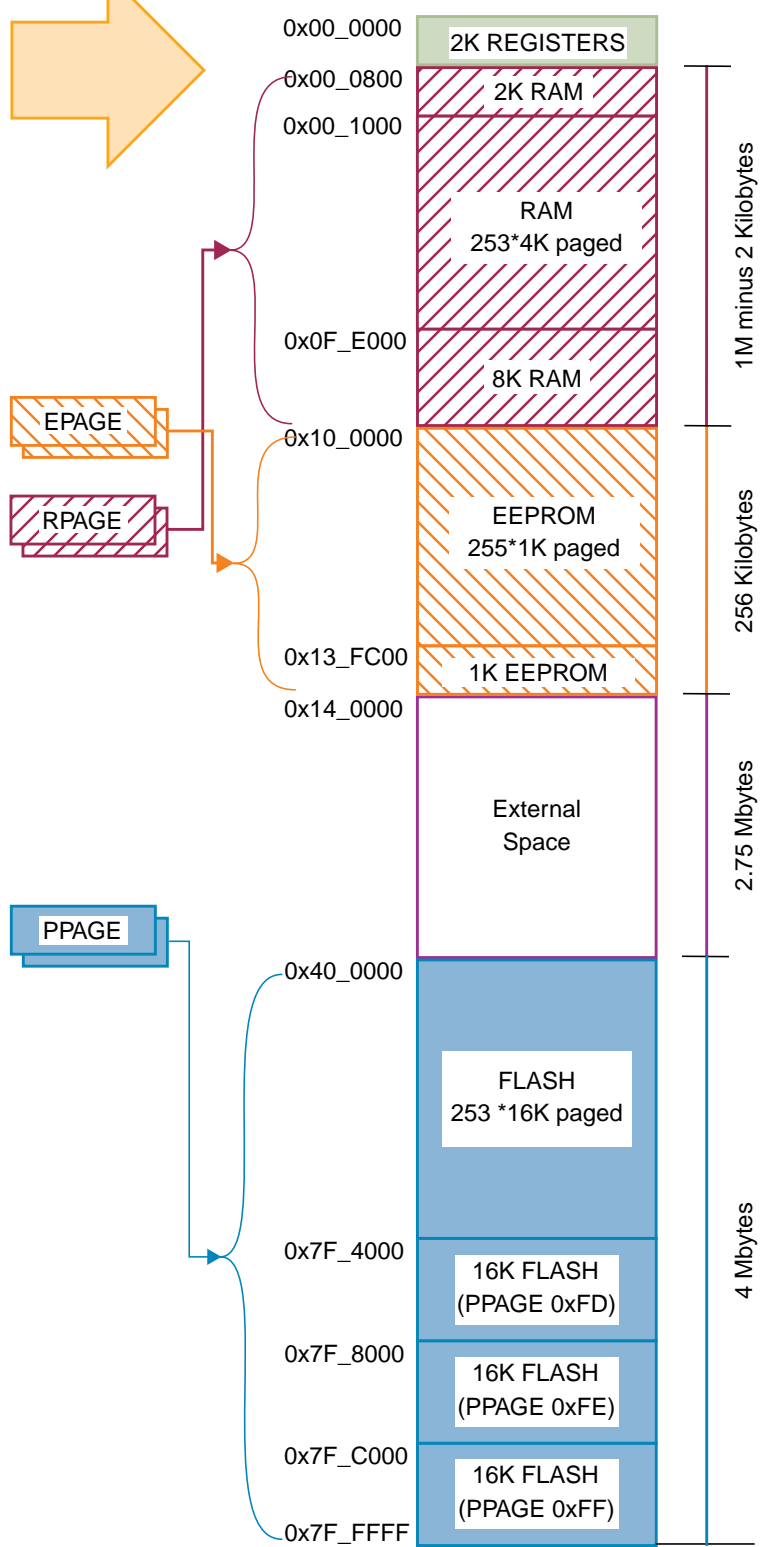 0x00_0000
2K REGISTERS
0x00_0800
2K RAM
0x00_1000
RAM
253*4K paged
1M minus 2 Kilobytes
0x0F_E000
8K RAM
EPAGE
0x10_0000
RPAGE
EEPROM
255*1K paged
256 Kilobytes
0x13_FC00
1K EEPROM
0x14_0000
External
Space
2.75 Mbytes
PPAGE
0x40_0000
FLASH
253 *16K paged
4 Mbytes
0x7F_4000
16K FLASH
(PPAGE 0xFD)
0x7F_8000
16K FLASH
(PPAGE 0xFE)
0x7F_C000
16K FLASH
(PPAGE 0xFF)
0x7F_FFFF